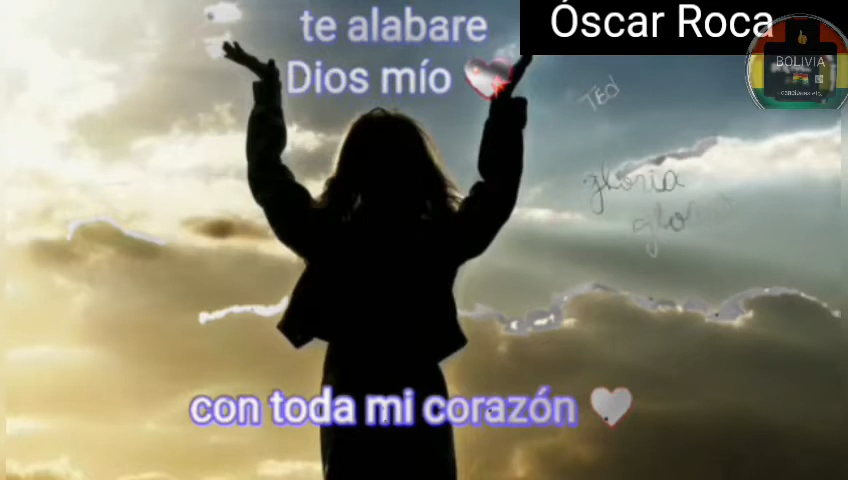 te alabare
Dios mío
Óscar Roca
BOLIVIA
TEd
gloria
con toda mi corazón